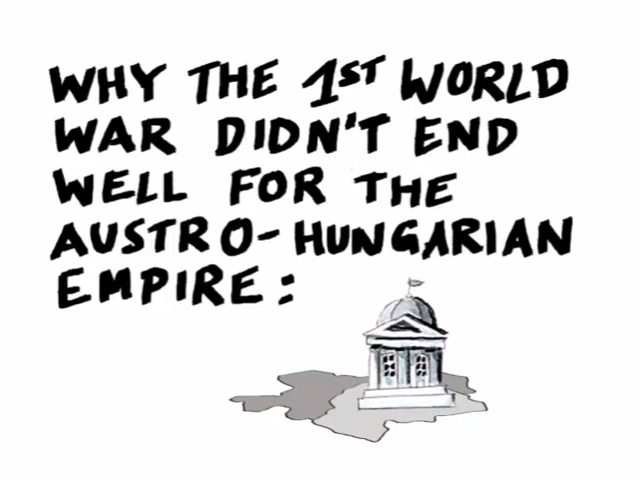 WHY THE 1ST WORLD
WAR DIDN'T END
WELL FOR THE
AUSTRO-HUNGARIAN
EMPIRE: